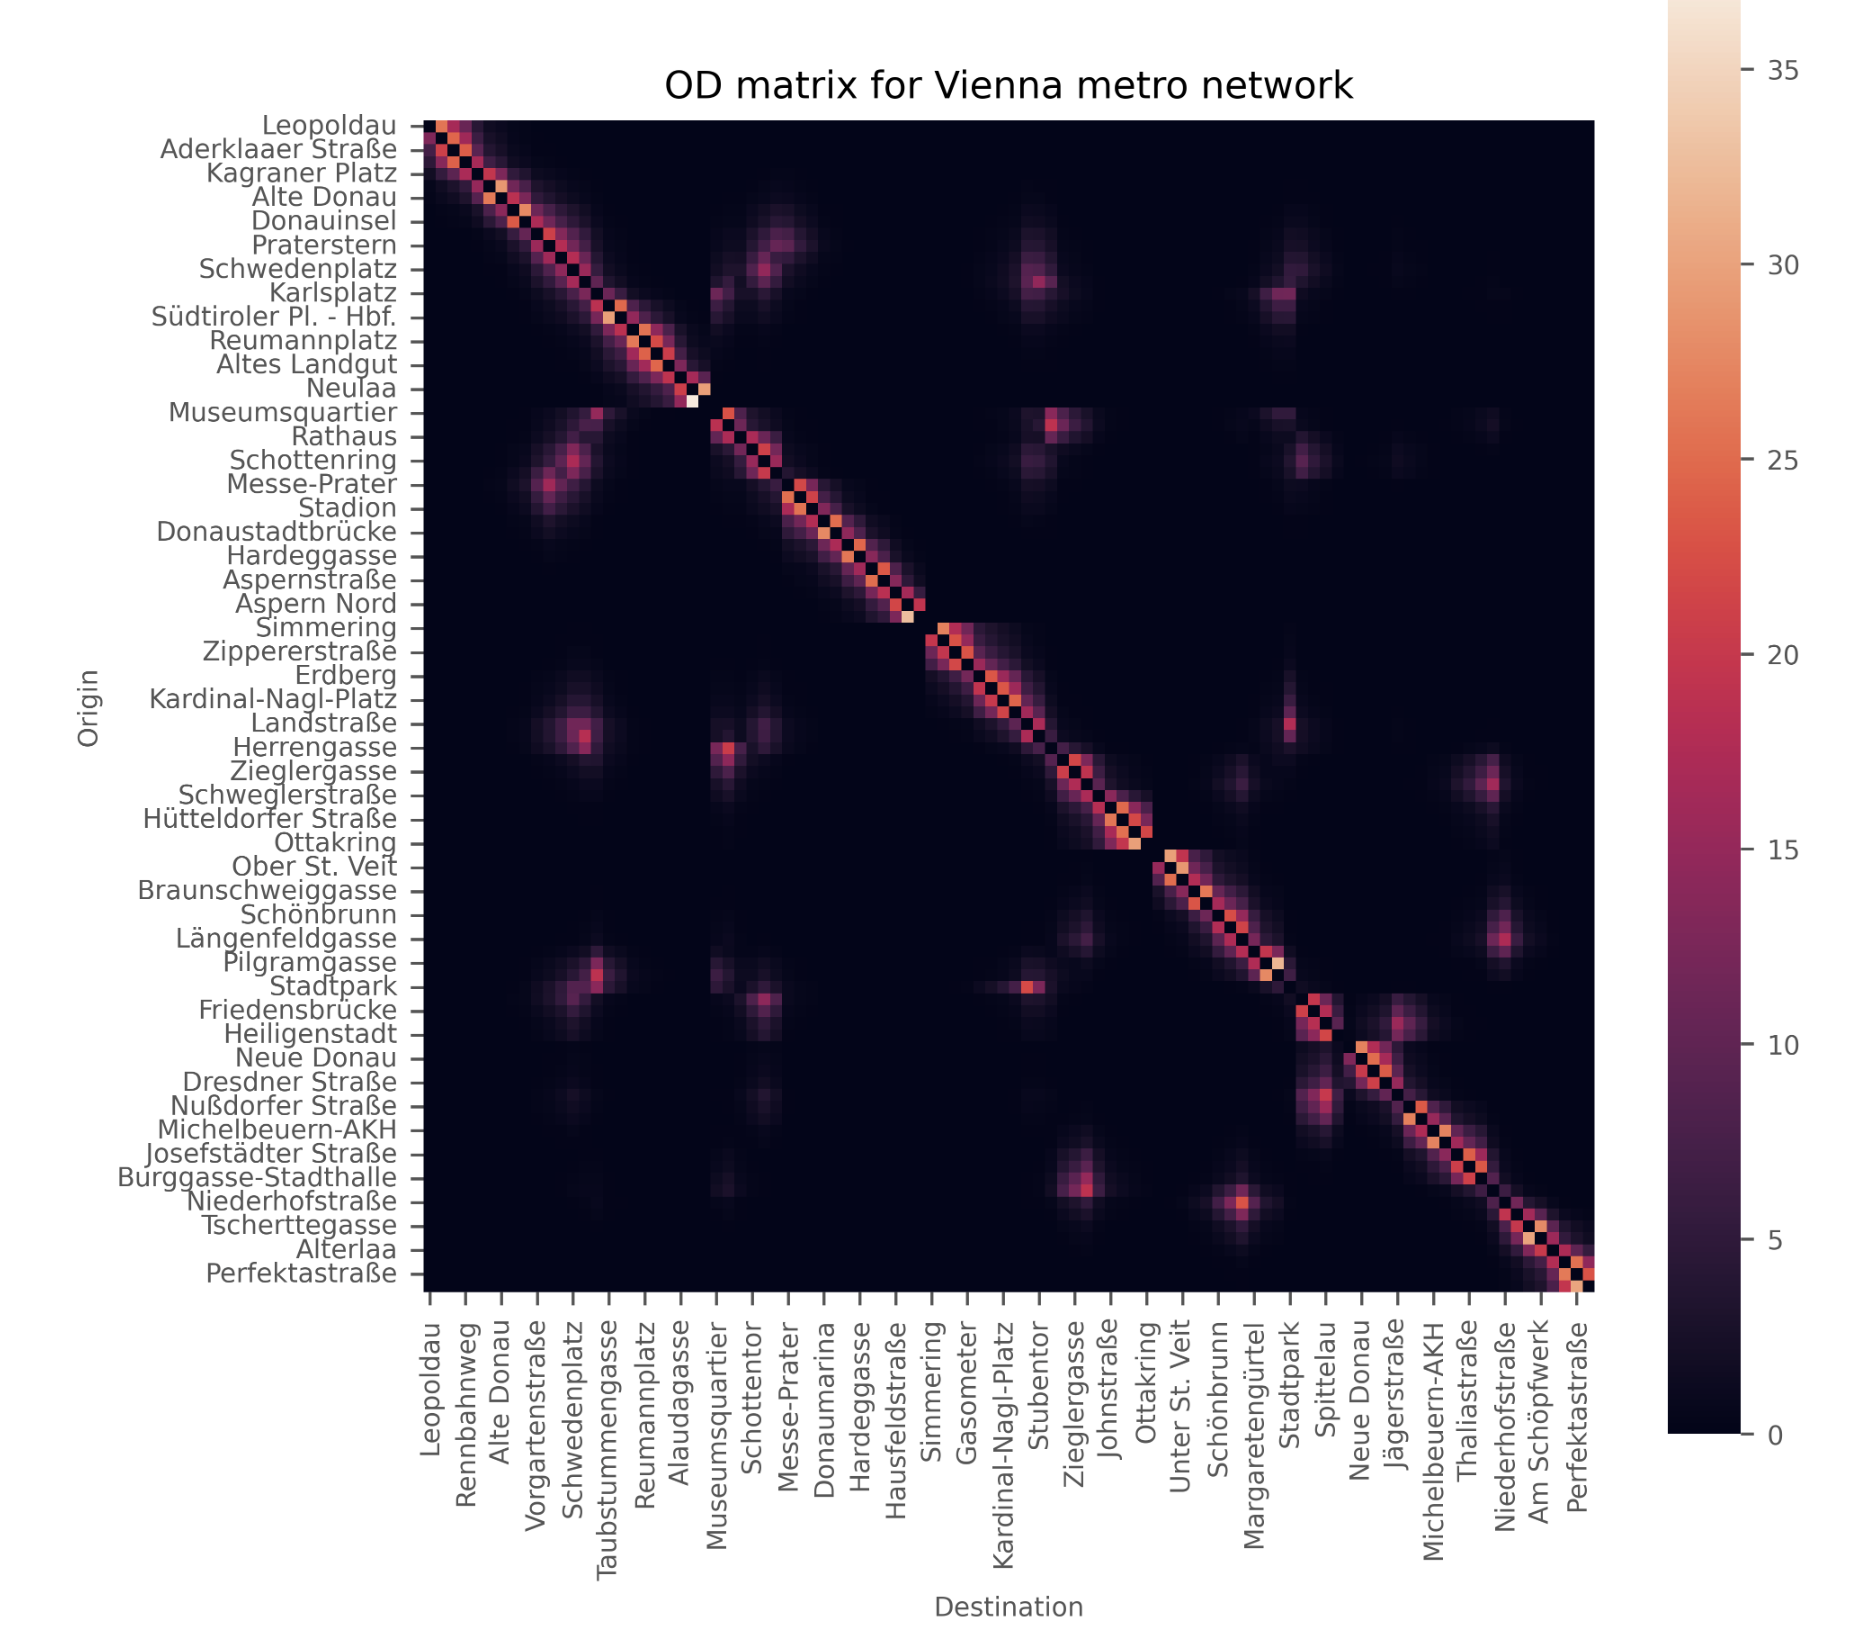 OD matrix for Vienna metro network
Leopoldau
Aderklaaer Straße
Kagraner Platz
Alte Donau
Donauinsel
Praterstern
Schwedenplatz
Karlsplatz
Südtiroler Pl. - Hbf.
Reumannplatz
Altes Landgut
Neulaa
Museumsquartier
Rathaus
Schottenring
Messe-Prater
Stadion
Donaustadtbrücke
Hardeggasse
Aspernstraße
Aspern Nord
Simmering
Zippererstraße
Erdberg
Kardinal-Nagl-Platz
Landstraße
Herrengasse
Zieglergasse
Schweglerstraße
Hütteldorfer Straße
Ottakring
Ober St. Veit
Braunschweiggasse
Schönbrunn
Längenfeldgasse
Pilgramgasse
Stadtpark
Friedensbrücke
Heiligenstadt
Neue Donau
Dresdner Straße
Nußdorfer Straße
Michelbeuern-AKH
Josefstädter Straße
Burggasse-Stadthalle
Niederhofstraße
Tscherttegasse
Alterlaa
Perfektastraße
Origin
Leopoldau
Rennbahnweg
Alte Donau
Vorgartenstraße
Schwedenplatz
Taubstummengasse
Reumannplatz
Alaudagasse
Museumsquartier
Schottentor
Messe-Prater
Donaumarina
Hardeggasse
Hausfeldstraße
Simmering
Gasometer
Kardinal-Nagl-Platz
Stubentor
Zieglergasse
Johnstraße
Ottakring
Unter St. Veit
Schönbrunn
Margaretengürtel
Stadtpark
Spittelau
Neue Donau
Jägerstraße
Michelbeuern-AKH
Thaliastraße
Niederhofstraße
Am Schöpfwerk
Perfektastraße
Destination
35
30
25
20
15
10
5
0